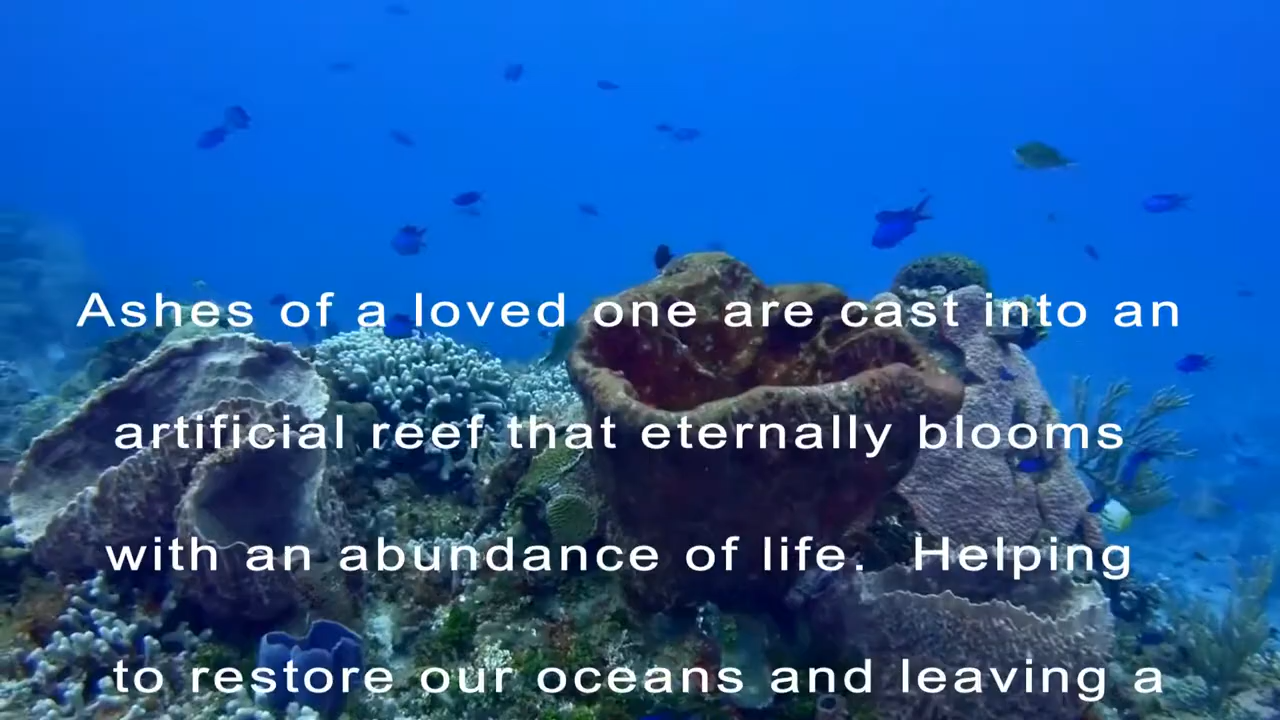 Ashes of a loved one are cast into an
artificial reef that eternally blooms
with an abundance of life.  Helping
to restore our oceans and leaving a